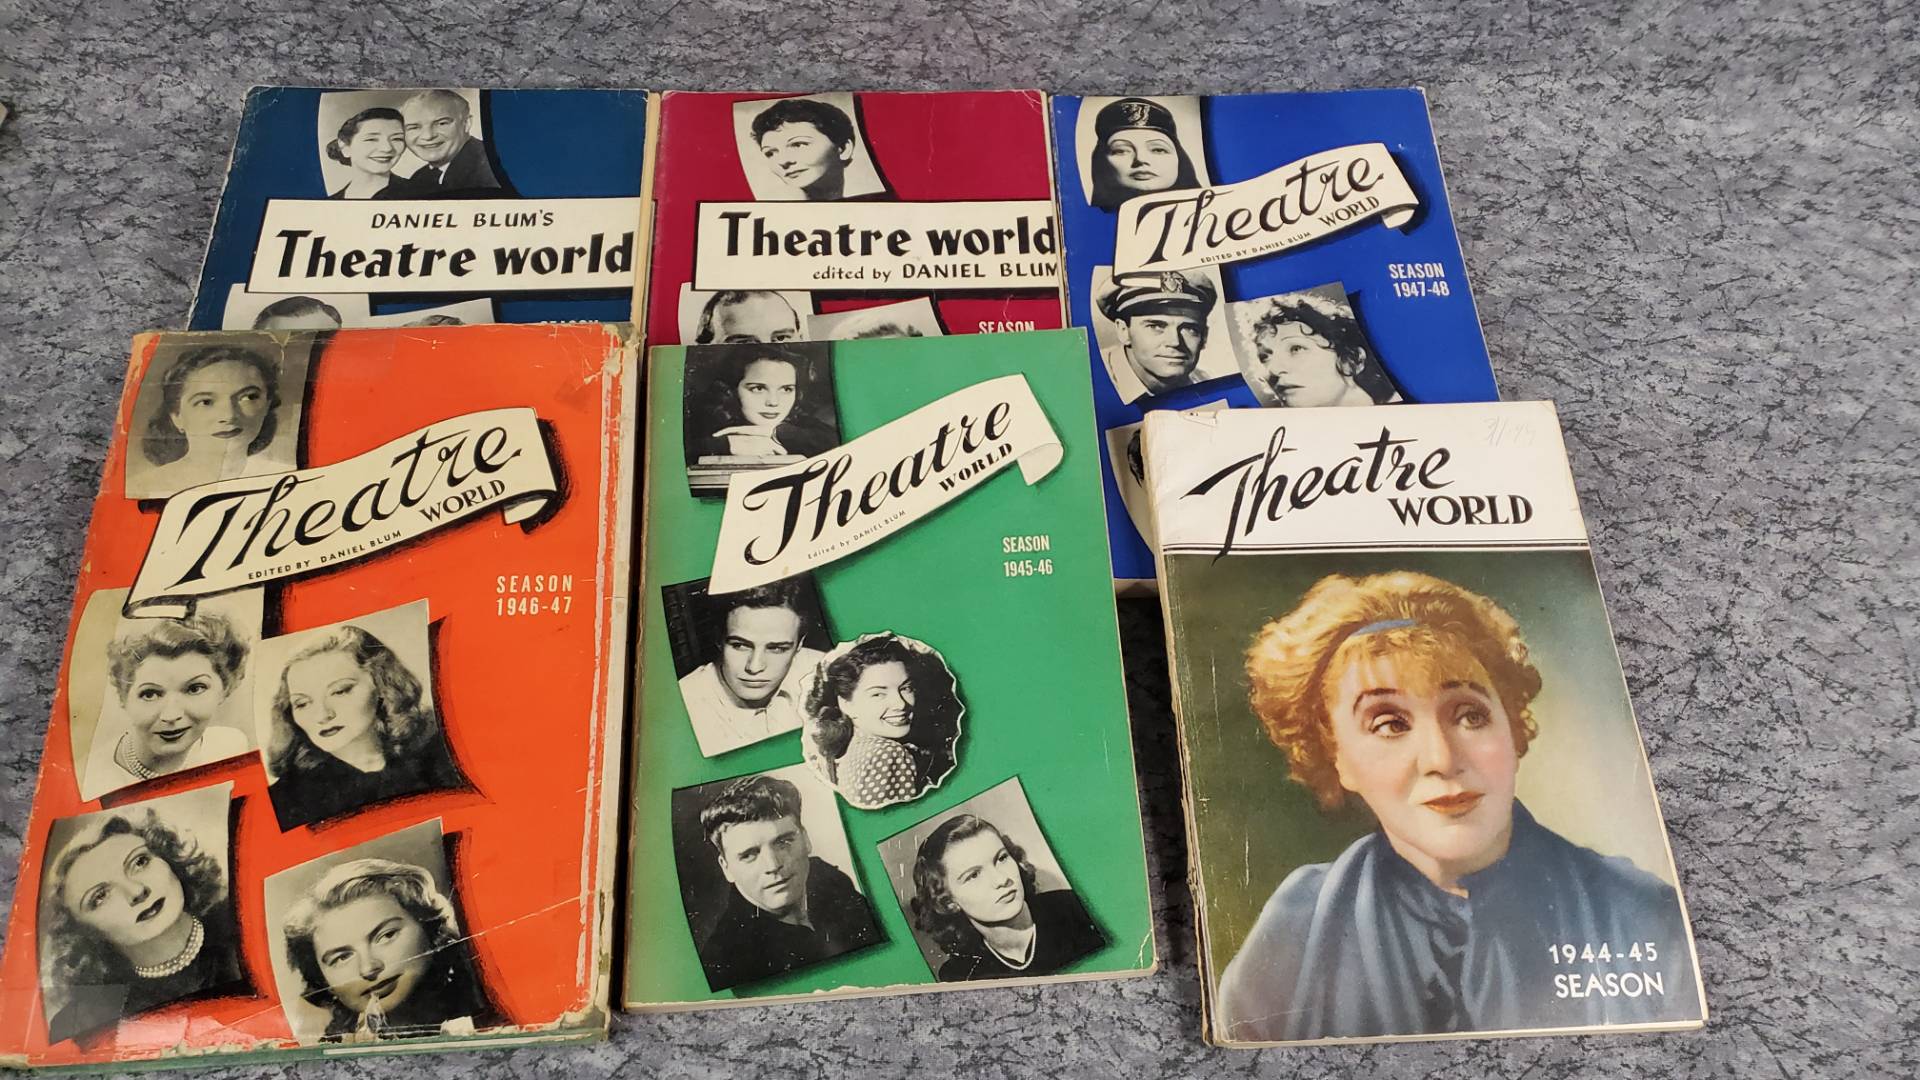 DANIEL BLUM'S
Theatre world
SEASON
Theatre world
edited by DANIEL BLUM
SEASON
Theatre
WORLD
EDITED BY DANIEL BLUM
SEASON
1947-48
Theatre
WORLD
EDITED BY DANIEL BLUM
SEASON
1946-47
Theatre
WORLD
Edited by DANIEL BLUM
SEASON
1945-46
Theatre
WORLD
1944-45
SEASON